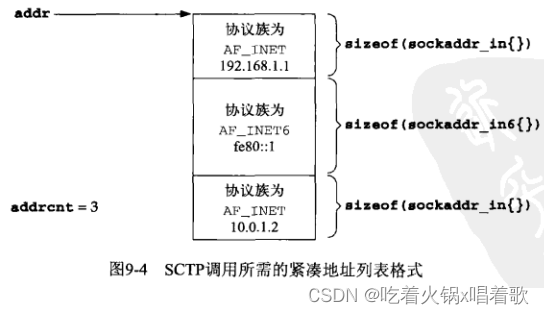 addr
协议族为
AF_INET
192.168.1.1
sizeof(sockaddr_in{})
协议族为
AF_INET6
fe80::1
sizeof(sockaddr_in6{})
addrcnt = 3
协议族为
AF_INET
10.0.1.2
sizeof(sockaddr_in{})
图9-4 SCTP调用所需的紧凑地址列表格式
CSDN @吃着火锅x唱着歌